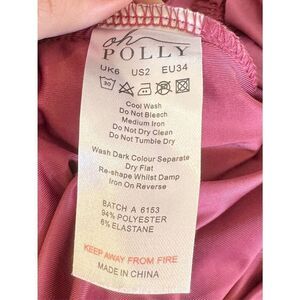 oh
POLLY
UK6 US2 EU34
30
Cool Wash
Do Not Bleach
Medium Iron
Do Not Dry Clean
Do Not Tumble Dry
Wash Dark Colour Separate
Dry Flat
Re-shape Whilst Damp
Iron On Reverse
BATCH A 6153
94% POLYESTER
6% ELASTANE
KEEP AWAY FROM FIRE
MADE IN CHINA